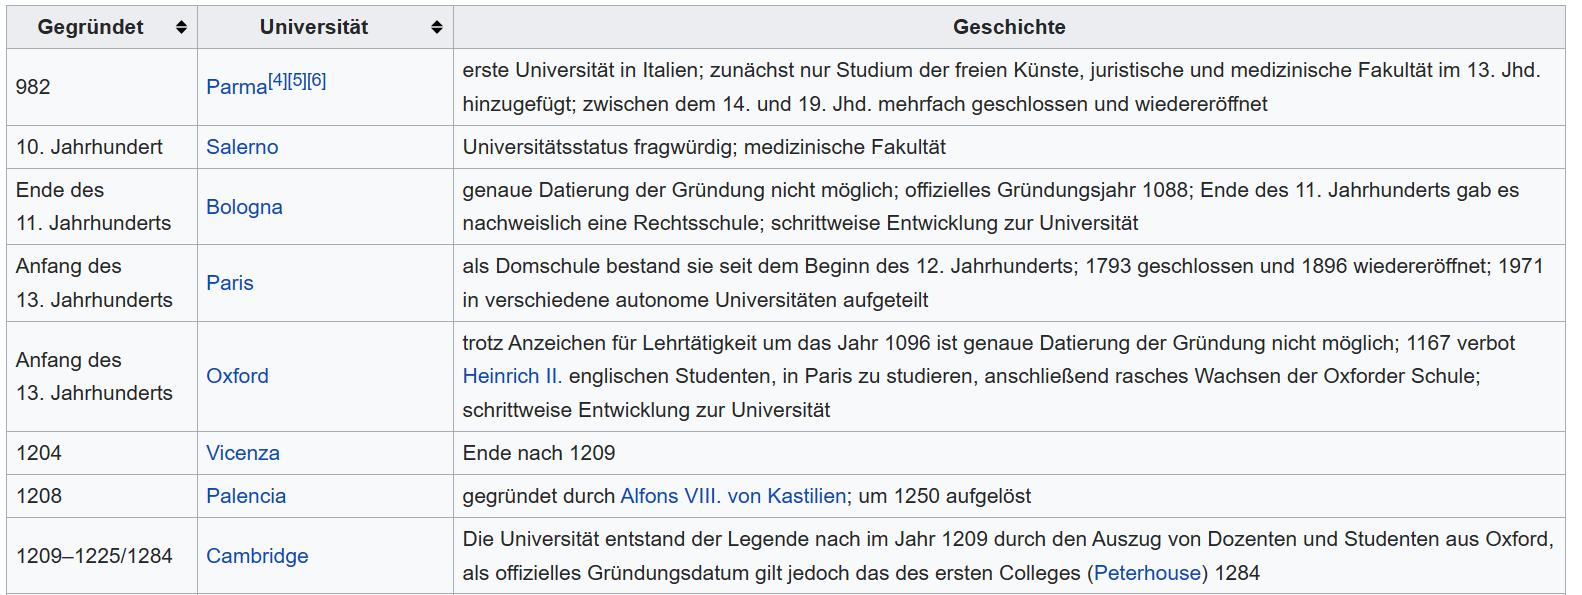 Gegründet Universität Geschichte
982 Parma[4][5][6] erste Universität in Italien; zunächst nur Studium der freien Künste, juristische und medizinische Fakultät im 13. Jhd.
hinzugefügt; zwischen dem 14. und 19. Jhd. mehrfach geschlossen und wiedereröffnet
10. Jahrhundert Salerno Universitätsstatus fragwürdig; medizinische Fakultät
Ende des
11. Jahrhunderts Bologna genaue Datierung der Gründung nicht möglich; offizielles Gründungsjahr 1088; Ende des 11. Jahrhunderts gab es
nachweislich eine Rechtsschule; schrittweise Entwicklung zur Universität
Anfang des
13. Jahrhunderts Paris als Domschule bestand sie seit dem Beginn des 12. Jahrhunderts; 1793 geschlossen und 1896 wiedereröffnet; 1971
in verschiedene autonome Universitäten aufgeteilt
Anfang des
13. Jahrhunderts Oxford trotz Anzeichen für Lehrtätigkeit um das Jahr 1096 ist genaue Datierung der Gründung nicht möglich; 1167 verbot
Heinrich II. englischen Studenten, in Paris zu studieren, anschließend rasches Wachsen der Oxforder Schule;
schrittweise Entwicklung zur Universität
1204 Vicenza Ende nach 1209
1208 Palencia gegründet durch Alfons VIII. von Kastilien; um 1250 aufgelöst
1209–1225/1284 Cambridge Die Universität entstand der Legende nach im Jahr 1209 durch den Auszug von Dozenten und Studenten aus Oxford,
als offizielles Gründungsdatum gilt jedoch das des ersten Colleges (Peterhouse) 1284